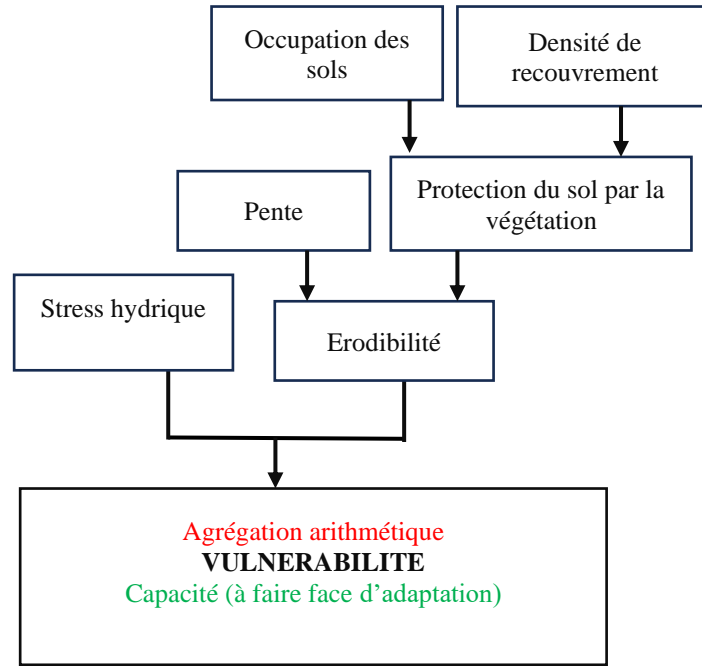 Occupation des
sols
Densité de
recouvrement
Pente
Protection du sol par la
végétation
Stress hydrique
Erodibilité
Agrégation arithmétique
VULNERABILITE
Capacité (à faire face d’adaptation)